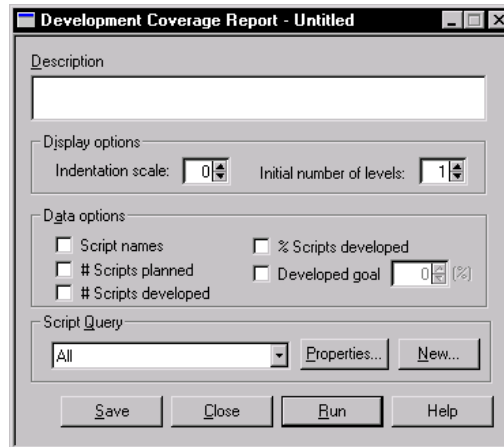 Development Coverage Report - Untitled
Description
Display options
Indentation scale: 0 Initial number of levels: 1
Data options
Script names % Scripts developed
# Scripts planned Developed goal 0 (%)
# Scripts developed
Script Query
All Properties... New...
Save Close Run Help